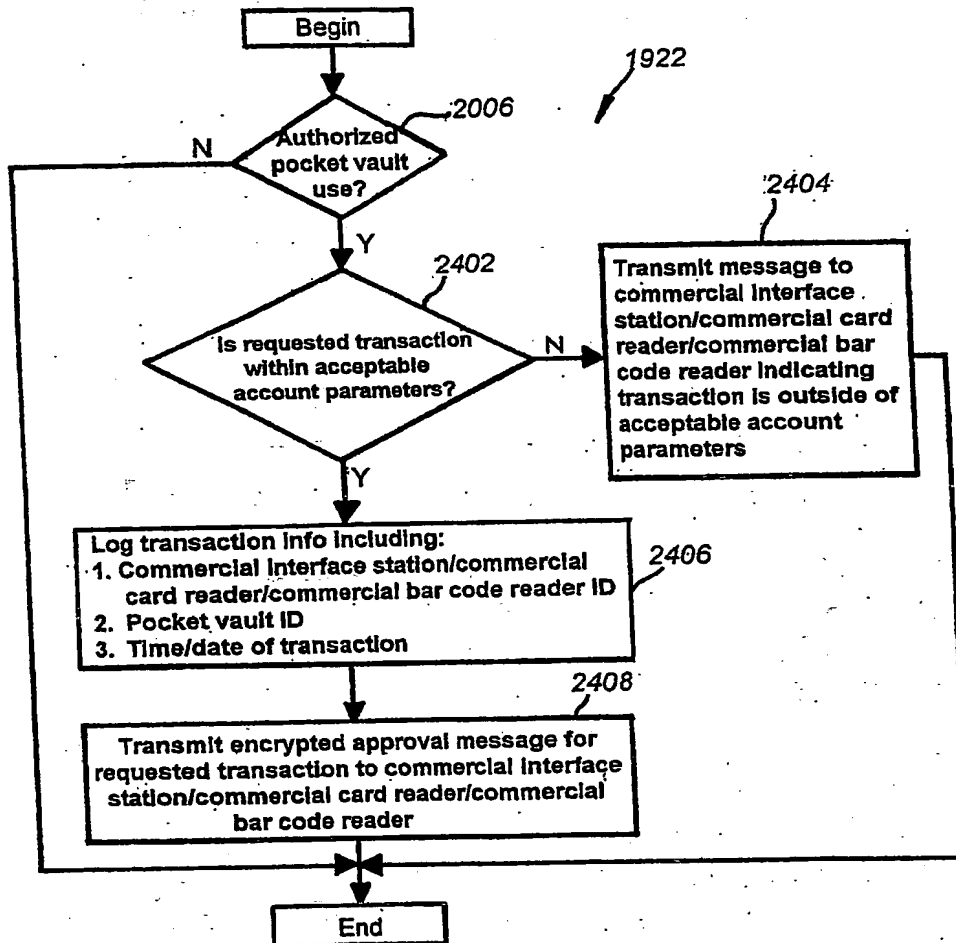 Begin
1922
2006
Authorized
pocket vault
use?
N
Y
2404
2402
Transmit message to
commercial interface
station/commercial card
reader/commercial bar
code reader indicating
transaction is outside of
acceptable account
parameters
Is requested transaction
within acceptable
account parameters?
N
Y
Log transaction info including:
1. Commercial interface station/commercial
card reader/commercial bar code reader ID
2. Pocket vault ID
3. Time/date of transaction
2406
2408
Transmit encrypted approval message for
requested transaction to commercial interface
station/commercial card reader/commercial
bar code reader
End